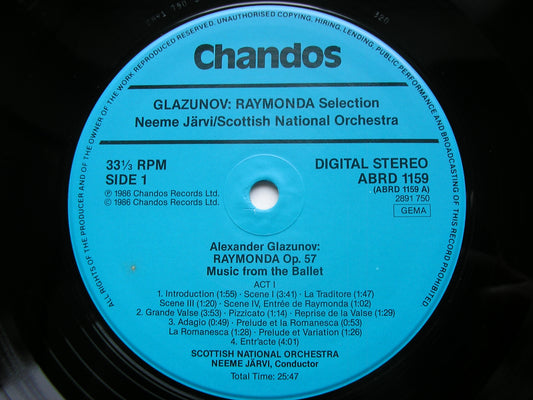 ALL RIGHTS OF THE PRODUCER AND OF THE OWNER OF THE WORK REPRODUCED RESERVED. UNAUTHORISED COPYING, HIRING, LENDING, PUBLIC PERFORMANCE AND BROADCASTING OF THIS RECORD PROHIBITED
Chandos
GLAZUNOV: RAYMONDA Selection
Neeme Järvi/Scottish National Orchestra
33⅓ RPM
SIDE 1
℗ 1986 Chandos Records Ltd.
© 1986 Chandos Records Ltd.
DIGITAL STEREO
ABRD 1159
(ABRD 1159 A)
2891 750
GEMA
Alexander Glazunov:
RAYMONDA Op. 57
Music from the Ballet
ACT I
1. Introduction (1:55) · Scene I (3:41) · La Traditore (1:47)
Scene III (1:20) · Scene IV, Entrée de Raymonda (1:02)
2. Grande Valse (3:53) · Pizzicato (1:14) · Reprise de la Valse (1:29)
3. Adagio (0:49) · Prelude et la Romanesca (0:53)
La Romanesca (1:28) · Prelude et Variation (1:26)
4. Entr'acte (4:01)
SCOTTISH NATIONAL ORCHESTRA
NEEME JÄRVI, Conductor
Total Time: 25:47